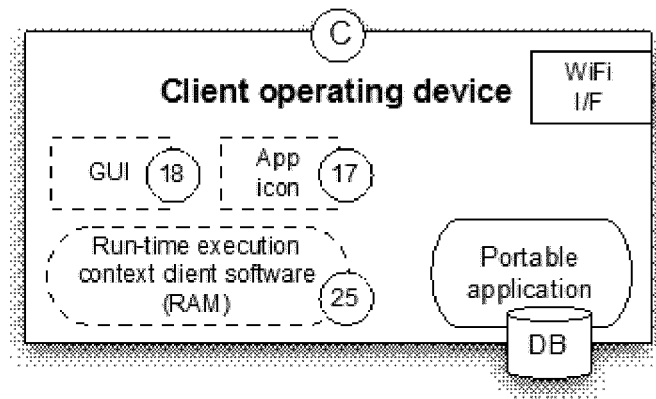 C
Client operating device
WiFi
I/F
GUI
18
App
icon
17
Run-time execution
context client software
(RAM)
25
Portable
application
DB